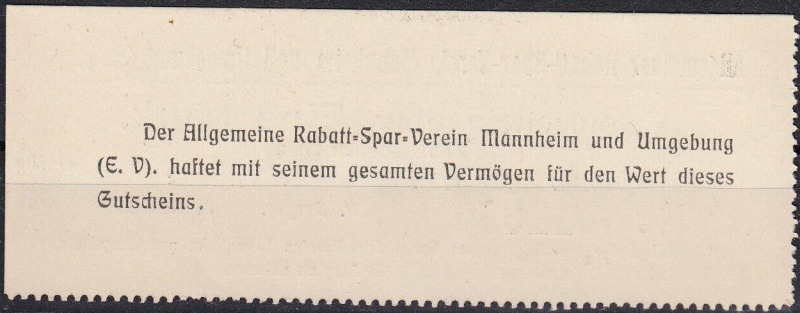 Der Allgemeine Rabatt=Spar=Verein Mannheim und Umgebung
(E. V). haftet mit seinem gesamten Vermögen für den Wert dieses
Gutscheins.